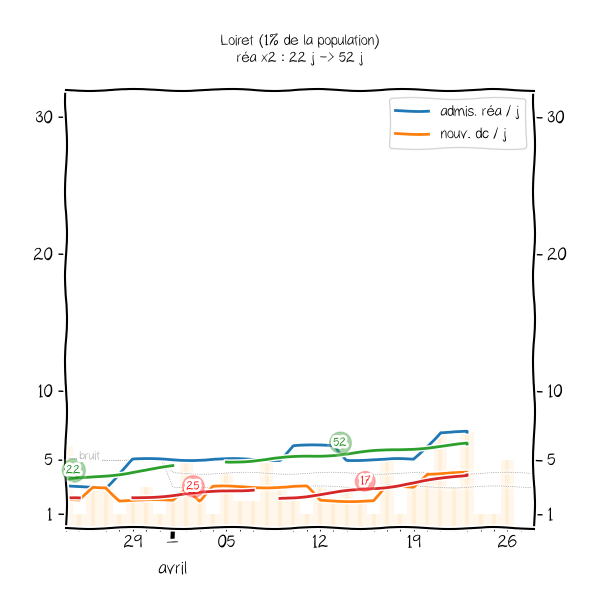 Loiret (1% de la population)
réa x2 : 22 j -> 52 j
admis. réa / j
nouv. dc / j
30 30
20 20
10 10
5 5
1 1
bruit
22
52
25
17
29 1 05 12 19 26
avril